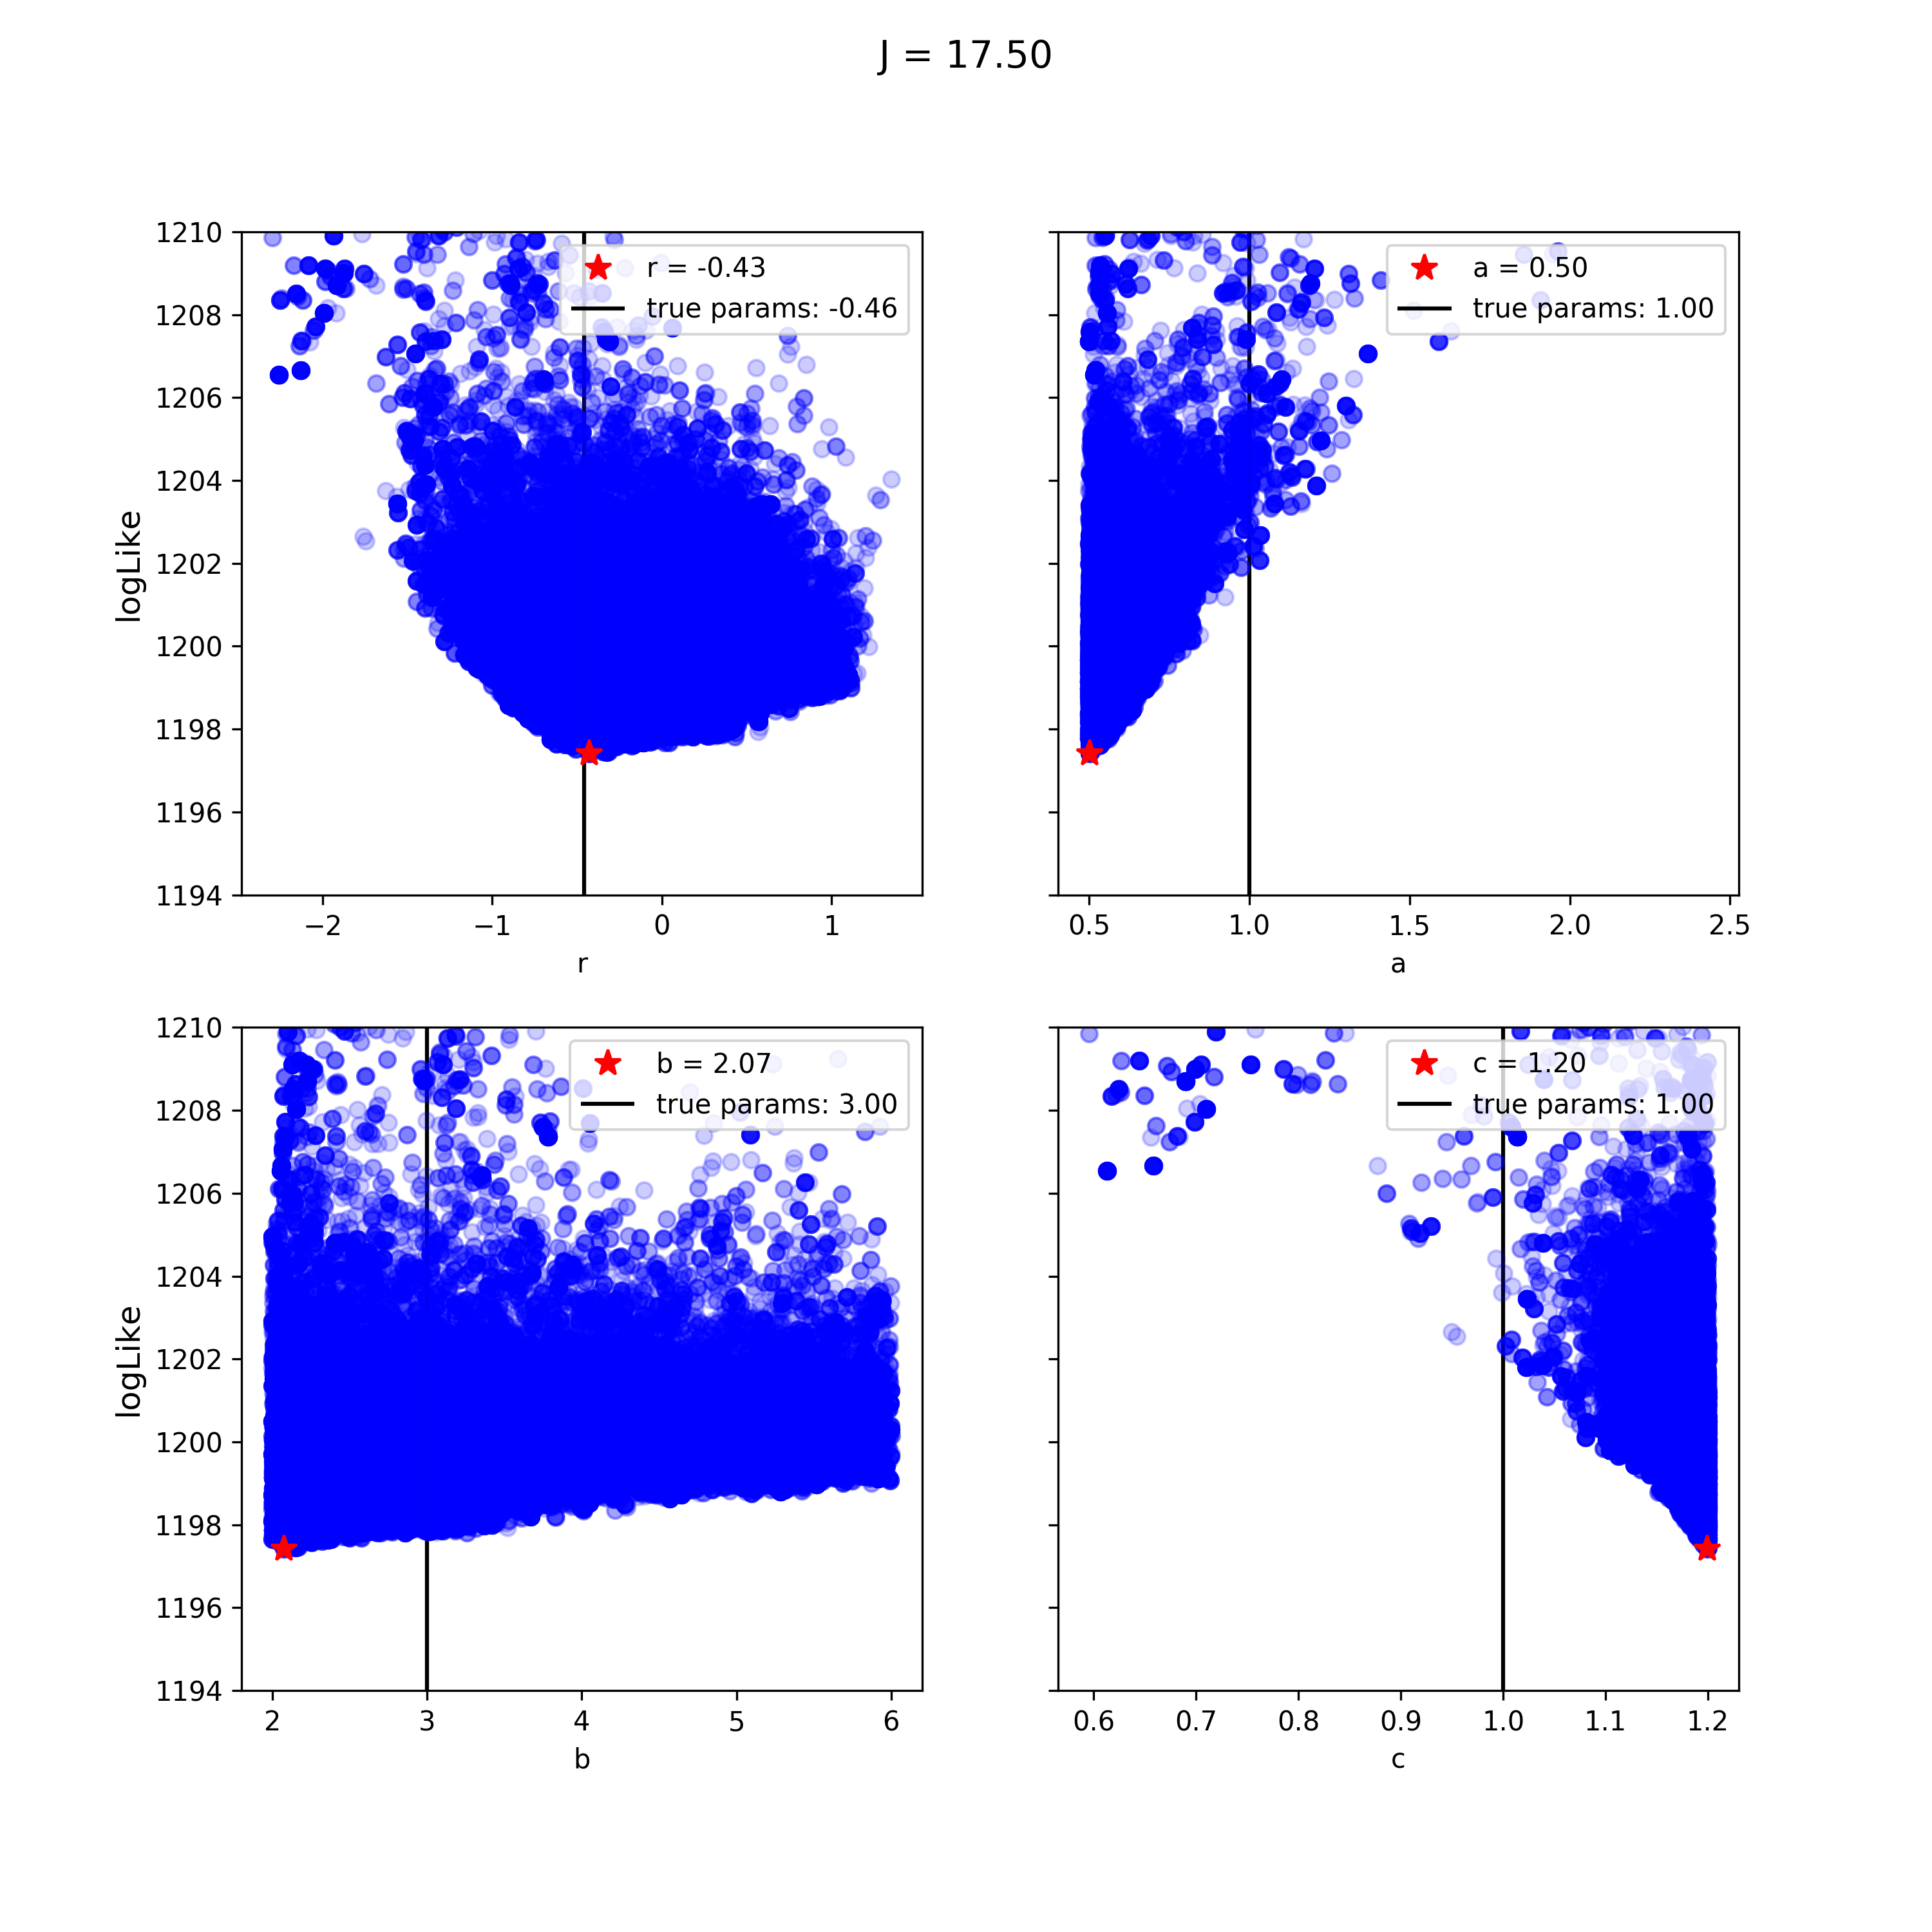 J = 17.50
1210
1208
1206
1204
1202
1200
1198
1196
1194
logLike
r = -0.43
true params: -0.46
−2
−1
0
1
r
a = 0.50
true params: 1.00
0.5
1.0
1.5
2.0
2.5
a
1210
1208
1206
1204
1202
1200
1198
1196
1194
logLike
b = 2.07
true params: 3.00
2
3
4
5
6
b
c = 1.20
true params: 1.00
0.6
0.7
0.8
0.9
1.0
1.1
1.2
c